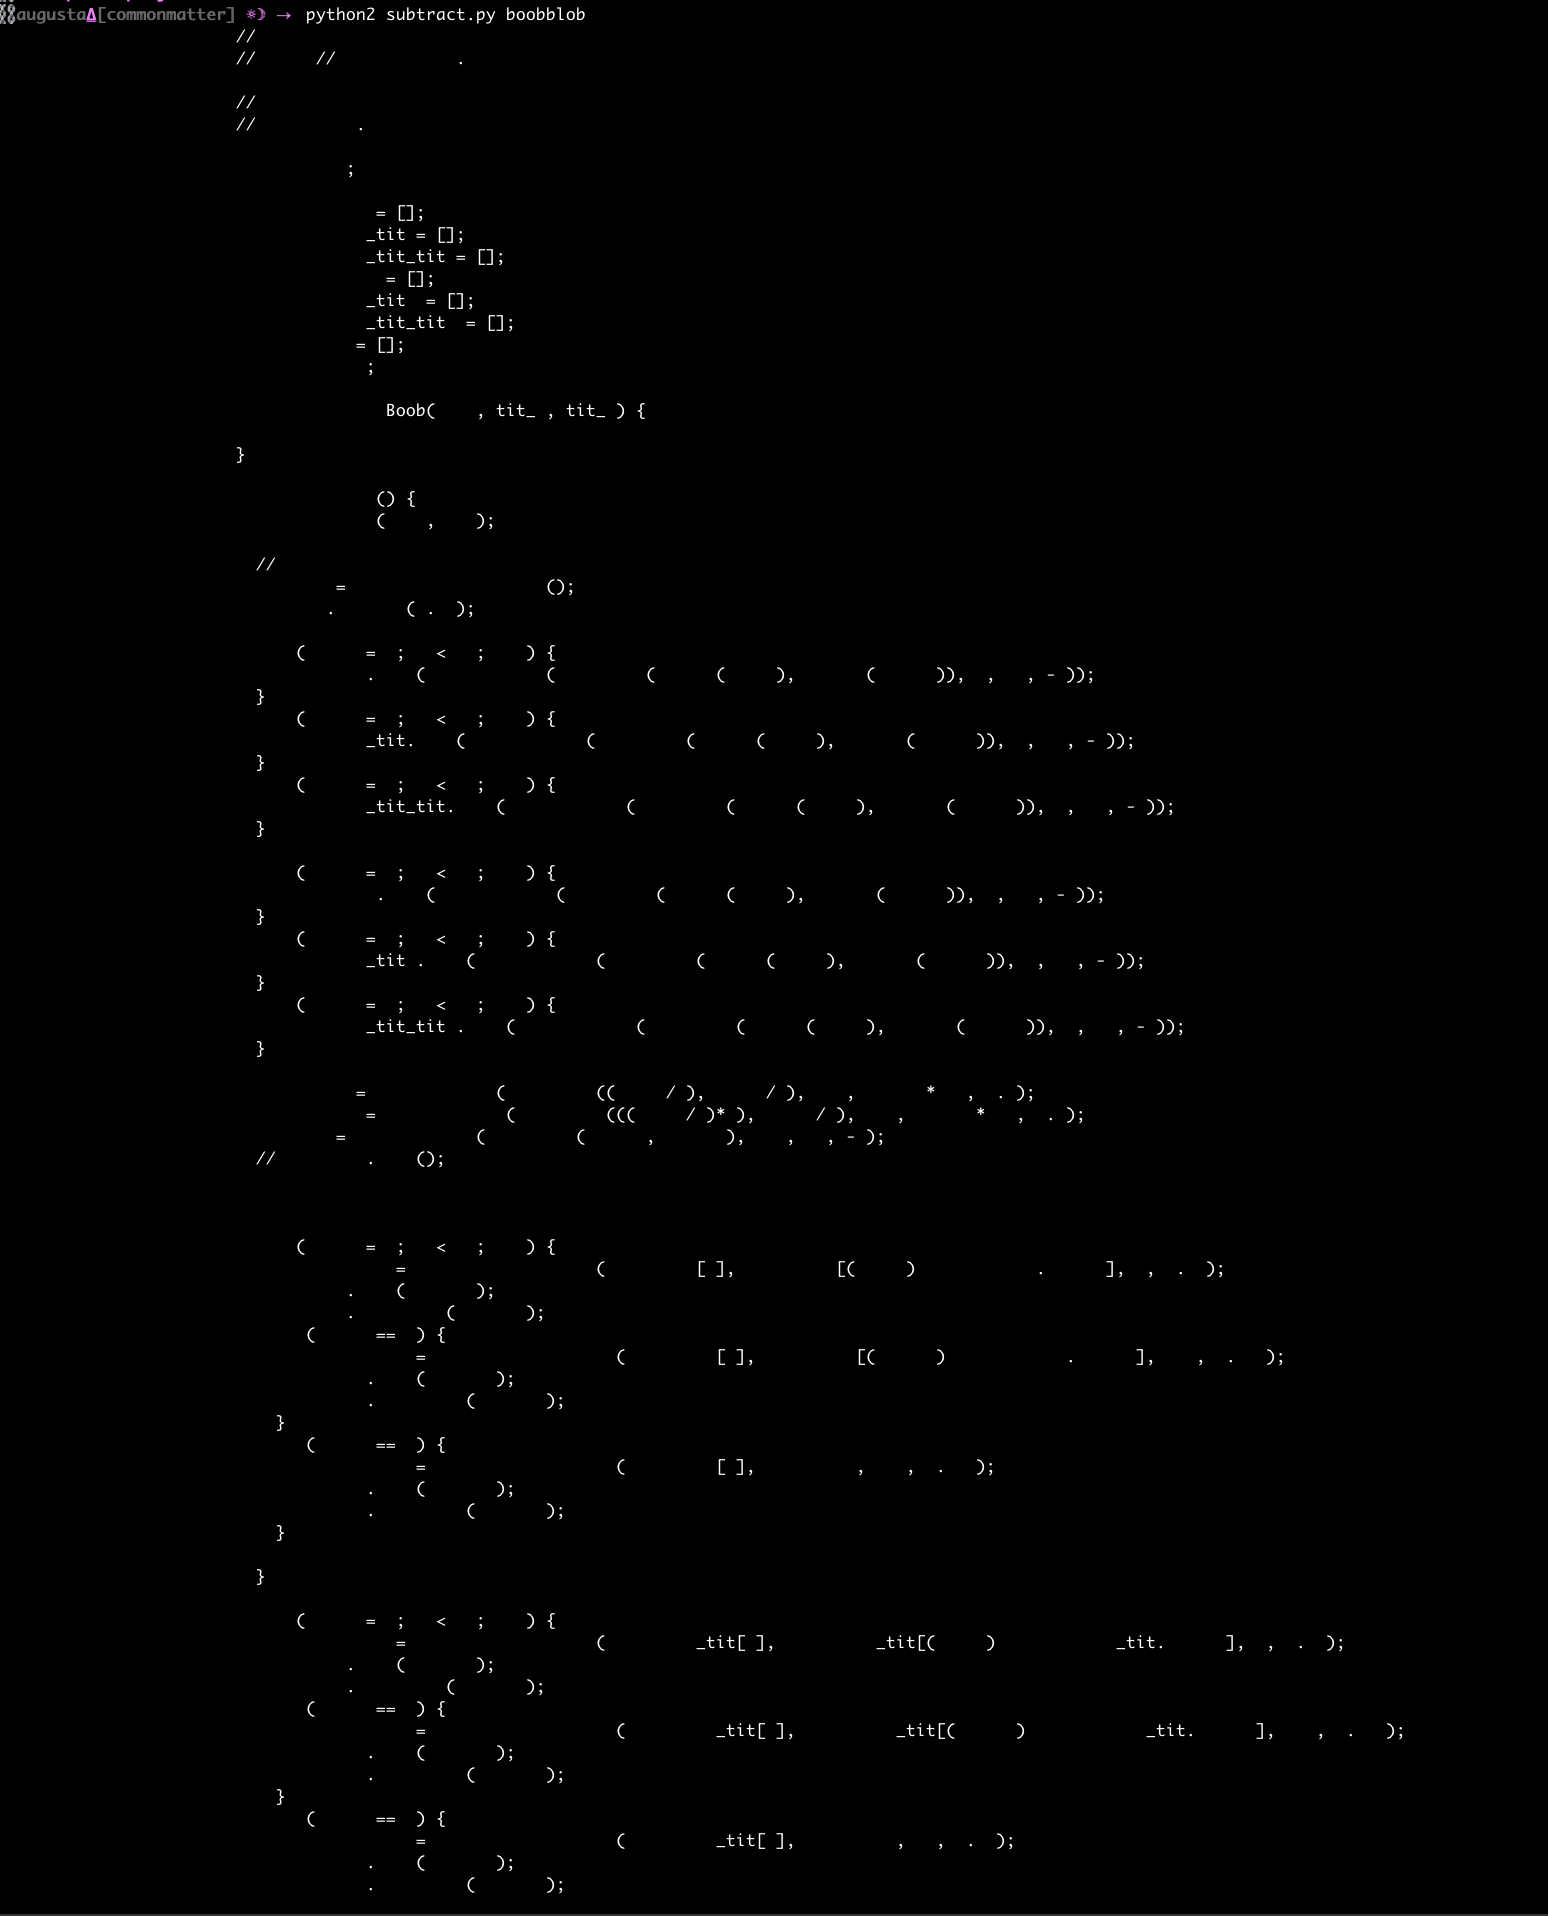 augustaΔ[commonmatter] ☼☽ → python2 subtract.py boobblob
//
// // .
//
// .
;
= [];
_tit = [];
_tit_tit = [];
= [];
_tit = [];
_tit_tit = [];
= [];
;
Boob( , tit_ , tit_ ) {
}
() {
( , );
//
= ();
. ( . );
( = ; < ; ) {
. ( ( ( ( ), ( )), , , - ));
}
( = ; < ; ) {
_tit. ( ( ( ( ), ( )), , , - ));
}
( = ; < ; ) {
_tit_tit. ( ( ( ( ), ( )), , , - ));
}
( = ; < ; ) {
. ( ( ( ( ), ( )), , , - ));
}
( = ; < ; ) {
_tit . ( ( ( ( ), ( )), , , - ));
}
( = ; < ; ) {
_tit_tit . ( ( ( ( ), ( )), , , - ));
}
= ( (( / ), / ), , * , . );
= ( ((( / )* ), / ), , * , . );
= ( ( , ), , , - );
// . ();
( = ; < ; ) {
= ( [ ], [( ) . ], , . );
. ( );
. ( );
( == ) {
= ( [ ], [( ) . ], , . );
. ( );
. ( );
}
( == ) {
= ( [ ], , , . );
. ( );
. ( );
}
}
( = ; < ; ) {
= ( _tit[ ], _tit[( ) _tit. ], , . );
. ( );
. ( );
( == ) {
= ( _tit[ ], _tit[( ) _tit. ], , . );
. ( );
. ( );
}
( == ) {
= ( _tit[ ], , , . );
. ( );
. ( );